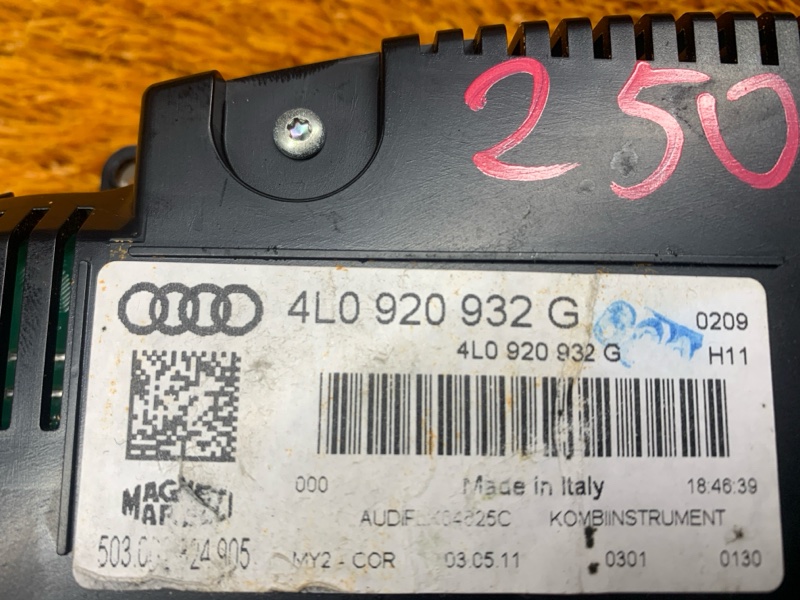 250
4L0 920 932 G 0209
4L0 920 932 G H11
000 Made in Italy 18:46:39
MAGNETI
MARELLI
KOMBIINSTRUMENT
MY2 - COR 03.05.11 0301 0130